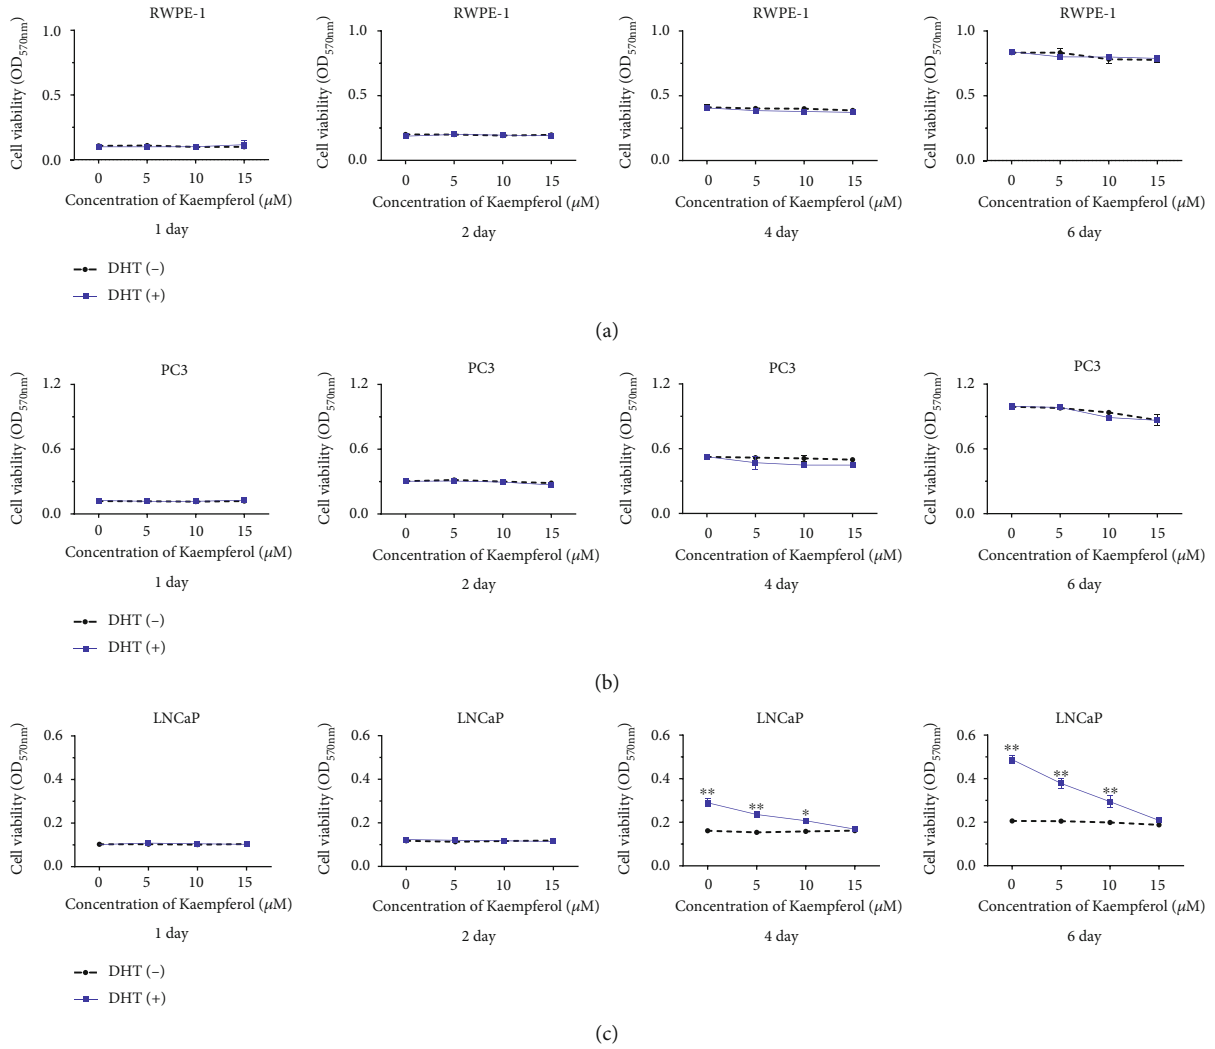 RWPE-1 RWPE-1 RWPE-1 RWPE-1
Cell viability (OD570nm) Cell viability (OD570nm) Cell viability (OD570nm) Cell viability (OD570nm)
1.0 1.0 1.0 1.0
0.5 0.5 0.5 0.5
0.0 0.0 0.0 0.0
0 5 10 15 0 5 10 15 0 5 10 15 0 5 10 15
Concentration of Kaempferol (μM) Concentration of Kaempferol (μM) Concentration of Kaempferol (μM) Concentration of Kaempferol (μM)
1 day 2 day 4 day 6 day
DHT (–)
DHT (+)
(a)
PC3 PC3 PC3 PC3
Cell viability (OD570nm) Cell viability (OD570nm) Cell viability (OD570nm) Cell viability (OD570nm)
1.2 1.2 1.2 1.2
0.6 0.6 0.6 0.6
0.0 0.0 0.0 0.0
0 5 10 15 0 5 10 15 0 5 10 15 0 5 10 15
Concentration of Kaempferol (μM) Concentration of Kaempferol (μM) Concentration of Kaempferol (μM) Concentration of Kaempferol (μM)
1 day 2 day 4 day 6 day
DHT (–)
DHT (+)
(b)
LNCaP LNCaP LNCaP LNCaP
Cell viability (OD570nm) Cell viability (OD570nm) Cell viability (OD570nm) Cell viability (OD570nm)
0.6 0.6 0.6 0.6
**
0.4 0.4 0.4 0.4 ** **
** ** *
0.2 0.2 0.2 0.2
0.0 0.0 0.0 0.0
0 5 10 15 0 5 10 15 0 5 10 15 0 5 10 15
Concentration of Kaempferol (μM) Concentration of Kaempferol (μM) Concentration of Kaempferol (μM) Concentration of Kaempferol (μM)
1 day 2 day 4 day 6 day
DHT (–)
DHT (+)
(c)